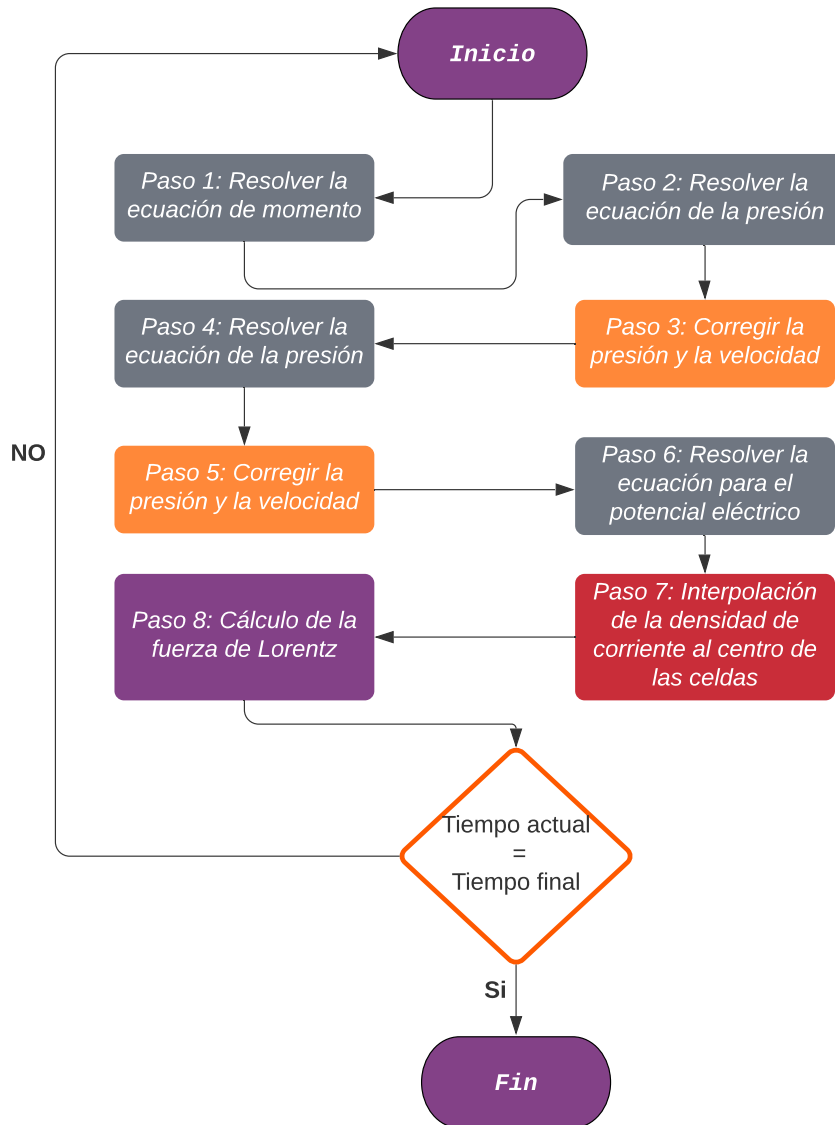 Inicio
Paso 1: Resolver la
ecuación de momento
Paso 2: Resolver la
ecuación de la presión
Paso 3: Corregir la
presión y la velocidad
Paso 4: Resolver la
ecuación de la presión
Paso 5: Corregir la
presión y la velocidad
Paso 6: Resolver la
ecuación para el
potencial eléctrico
Paso 7: Interpolación
de la densidad de
corriente al centro de
las celdas
Paso 8: Cálculo de la
fuerza de Lorentz
Tiempo actual
=
Tiempo final
NO
Si
Fin